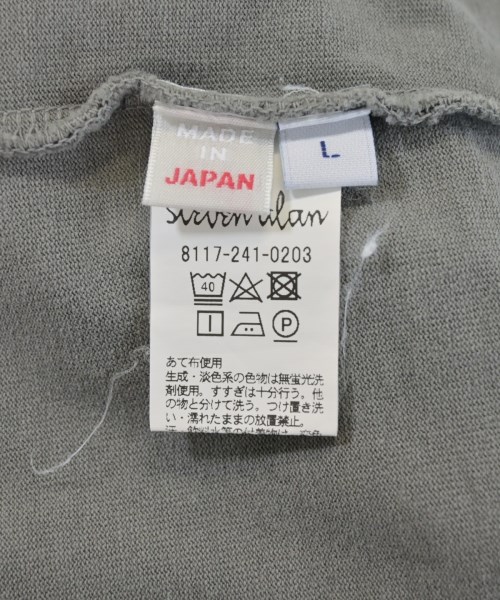 MADE
IN
JAPAN
L
steven alan
8117-241-0203
40
P
あて布使用
生成・淡色系の色物は無蛍光洗
剤使用。すすぎは十分行う。他
の物と分けて洗う。つけ置き洗
い・濡れたままの放置禁止。